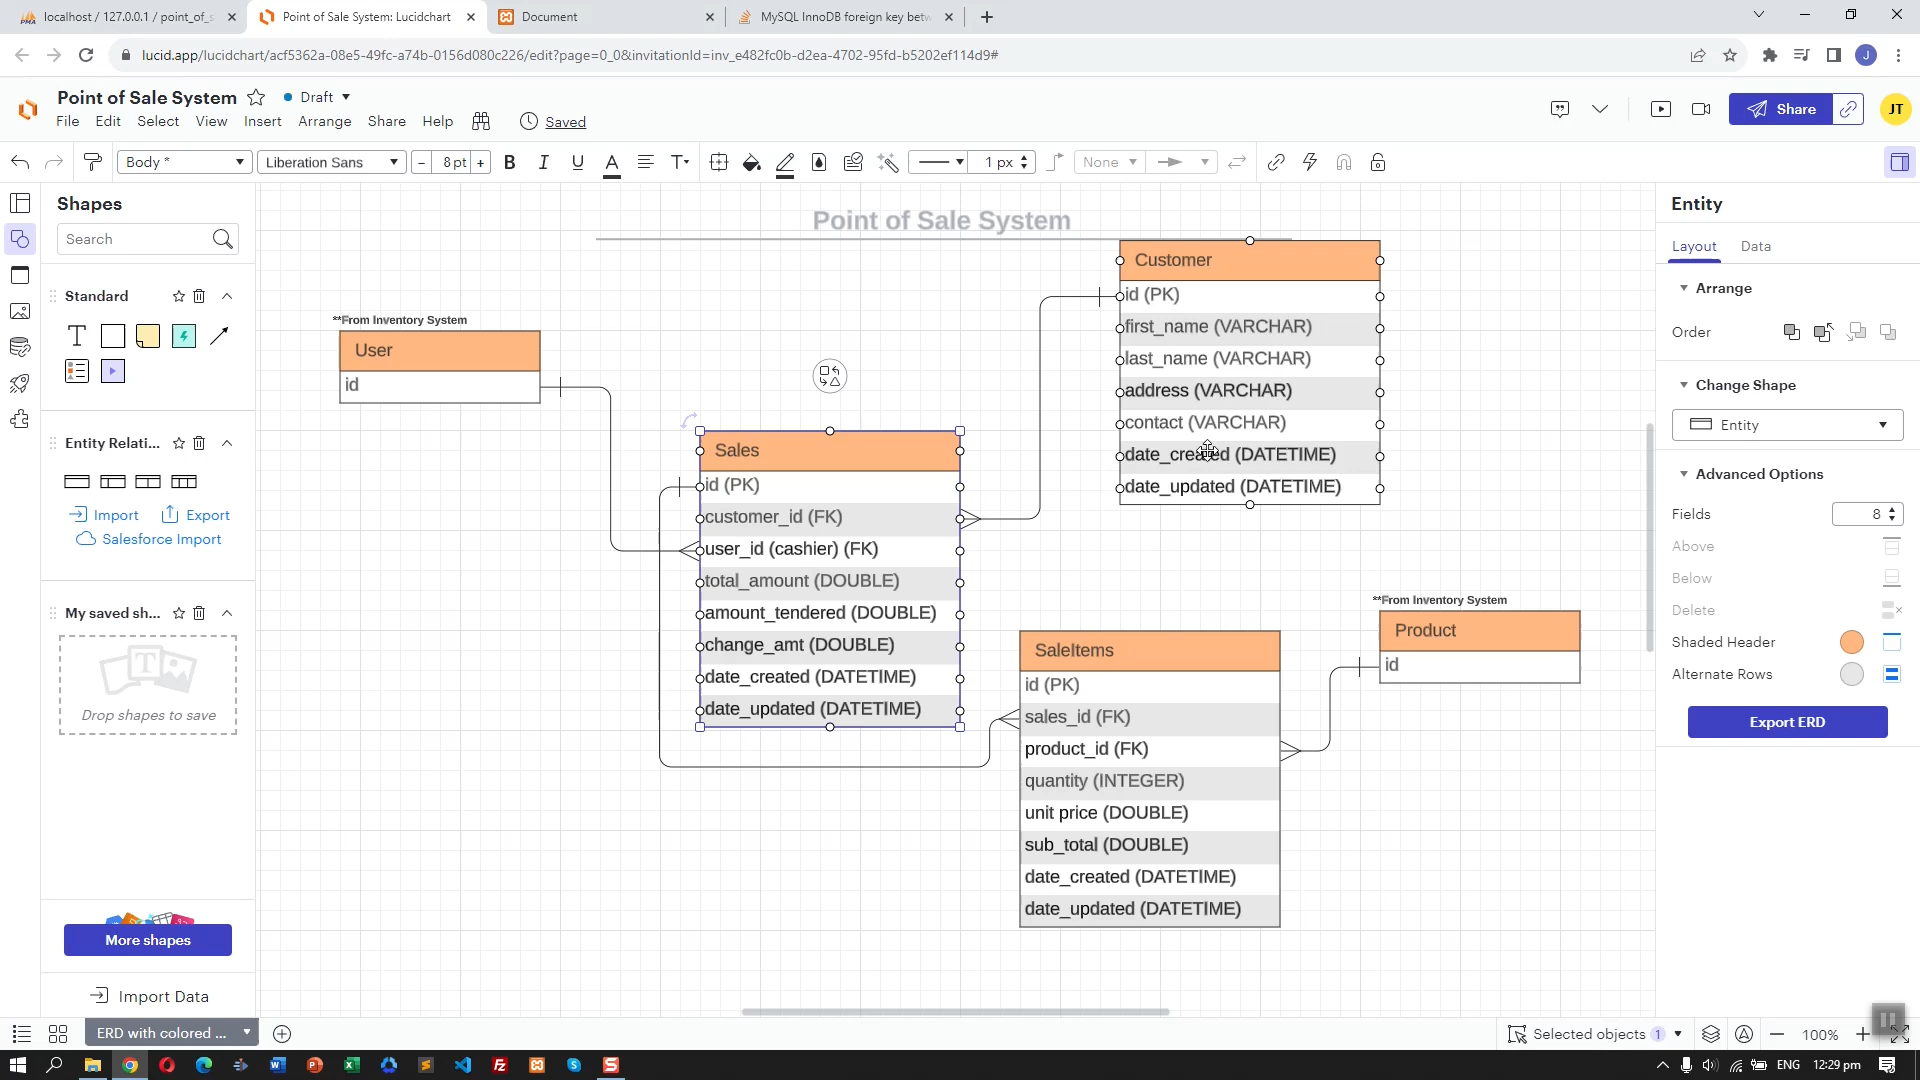 localhost / 127.0.0.1 / point_of_s
Point of Sale System: Lucidchart
Document
MySQL InnoDB foreign key betw
lucid.app/lucidchart/acf5362a-08e5-49fc-a74b-0156d080c226/edit?page=0_0&invitationId=inv_e482fc0b-d2ea-4702-95fd-b5202ef114d9#
J
Point of Sale System
Draft
File Edit Select View Insert Arrange Share Help
Saved
Share
JT
Body *
Liberation Sans
- 8 pt +
B I U A T
1 px
None
Shapes
Search
Standard
T
Entity Relati...
Import
Export
Salesforce Import
My saved sh...
T
Drop shapes to save
More shapes
Import Data
Point of Sale System
**From Inventory System
User
id
Sales
id (PK)
customer_id (FK)
user_id (cashier) (FK)
total_amount (DOUBLE)
amount_tendered (DOUBLE)
change_amt (DOUBLE)
date_created (DATETIME)
date_updated (DATETIME)
Customer
id (PK)
first_name (VARCHAR)
last_name (VARCHAR)
address (VARCHAR)
contact (VARCHAR)
date_created (DATETIME)
date_updated (DATETIME)
SaleItems
id (PK)
sales_id (FK)
product_id (FK)
quantity (INTEGER)
unit price (DOUBLE)
sub_total (DOUBLE)
date_created (DATETIME)
date_updated (DATETIME)
**From Inventory System
Product
id
Entity
Layout
Data
Arrange
Order
Change Shape
Entity
Advanced Options
Fields
8
Above
Below
Delete
Shaded Header
Alternate Rows
Export ERD
ERD with colored ...
Selected objects 1
100%
ENG
12:29 pm